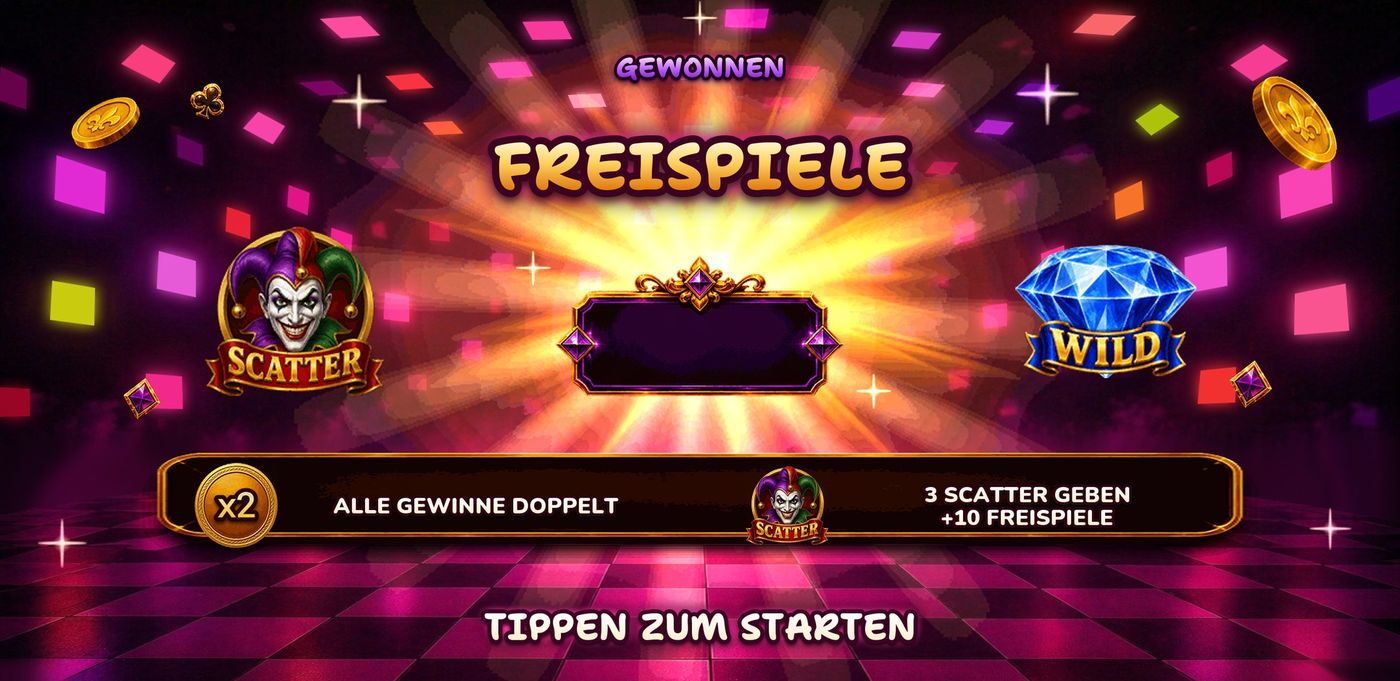 GEWONNEN
FREISPIELE
SCATTER
WILD
x2
ALLE GEWINNE DOPPELT
SCATTER
3 SCATTER GEBEN
+10 FREISPIELE
TIPPEN ZUM STARTEN